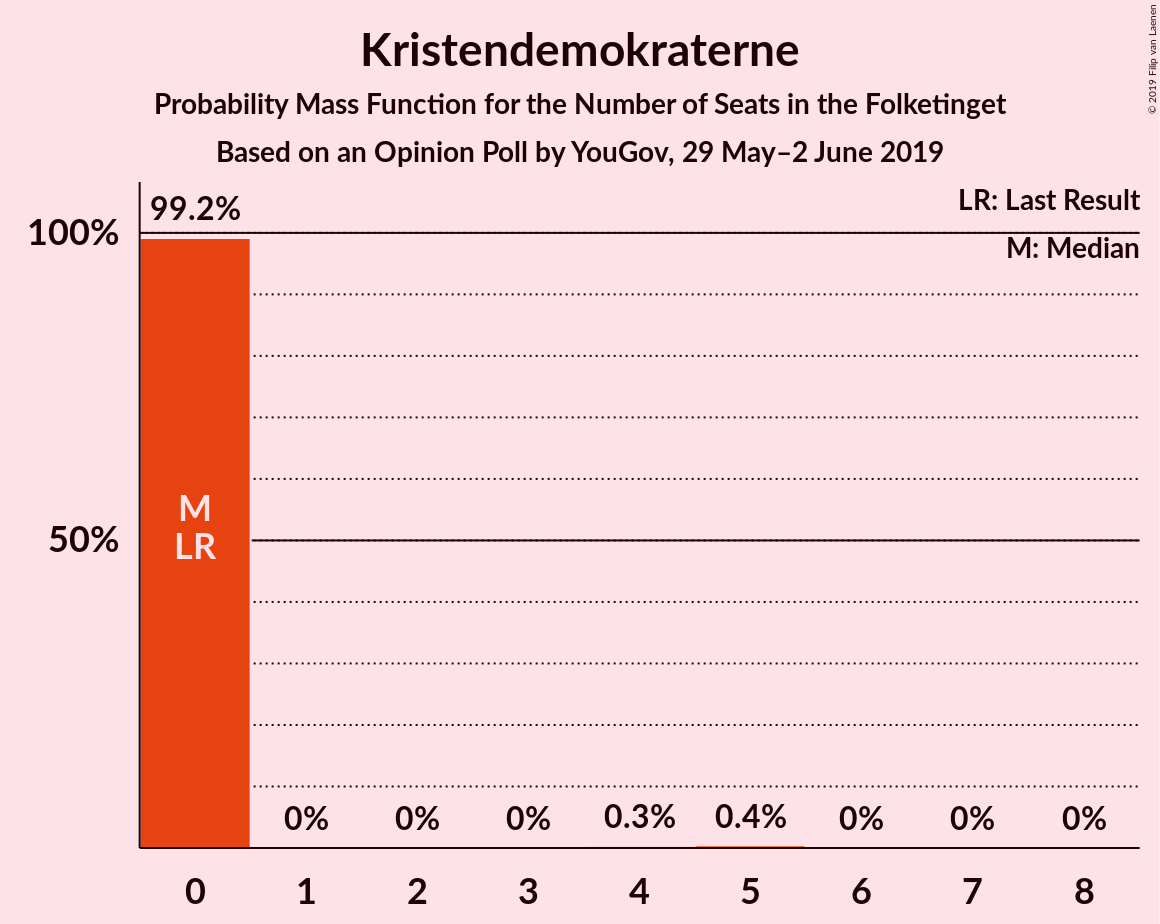 Kristendemokraterne
Probability Mass Function for the Number of Seats in the Folketinget
Based on an Opinion Poll by YouGov, 29 May–2 June 2019
© 2019 Filip van Laenen
LR: Last Result
M: Median
99.2%
100%
50%
M
LR
0% 0% 0% 0.3% 0.4% 0% 0% 0%
0 1 2 3 4 5 6 7 8